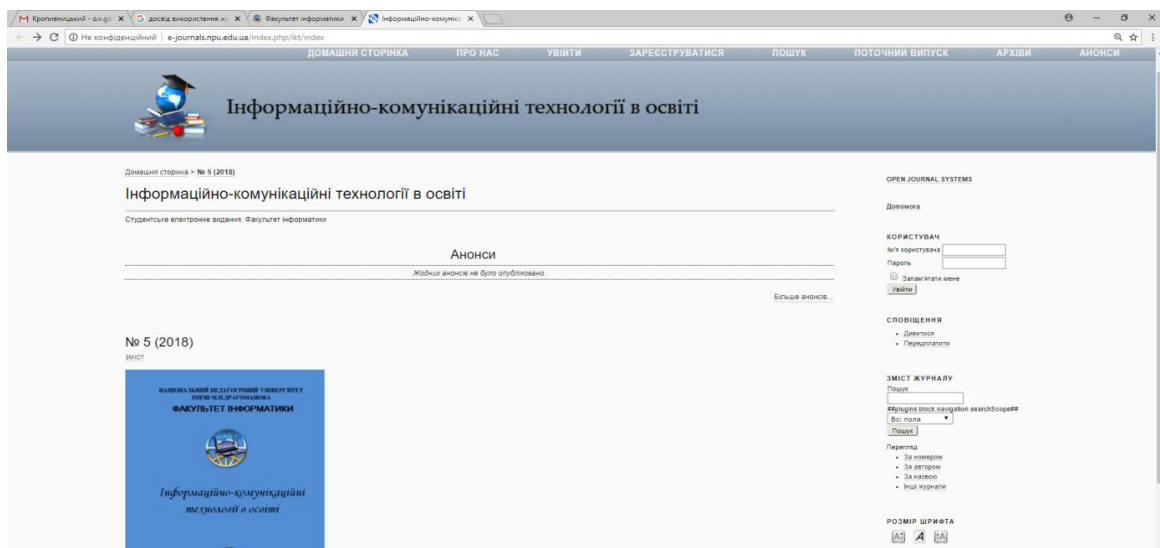 Кропивницький - o.v.gr
досвід використання жу
Факультет інформатики
Інформаційно-комуніка
Не конфіденційний | e-journals.npu.edu.ua/index.php/ikt/index
ДОМАШНЯ СТОРІНКА ПРО НАС УВІЙТИ ЗАРЕЄСТРУВАТИСЯ ПОШУК ПОТОЧНИЙ ВИПУСК АРХІВИ АНОНСИ
Інформаційно-комунікаційні технології в освіті
Домашня сторінка > № 5 (2018)
Інформаційно-комунікаційні технології в освіті
Студентське електронне видання. Факультет інформатики
Анонси
Жодних анонсів не було опубліковано.
Більше анонсів...
№ 5 (2018)
ЗМІСТ
НАЦІОНАЛЬНИЙ ПЕДАГОГІЧНИЙ УНІВЕРСИТЕТ
ІМЕНІ М.П.ДРАГОМАНОВА
ФАКУЛЬТЕТ ІНФОРМАТИКИ
Інформаційно-комунікаційні
технології в освіті
OPEN JOURNAL SYSTEMS
Допомога
КОРИСТУВАЧ
Ім'я користувача
Пароль
Запам'ятати мене
Увійти
СПОВІЩЕННЯ
Дивитися
Передплатити
ЗМІСТ ЖУРНАЛУ
Пошук
##plugins.block.navigation.searchScope##
Всі поля
Пошук
Перегляд
За номером
За автором
За назвою
Інші журнали
РОЗМІР ШРИФТА